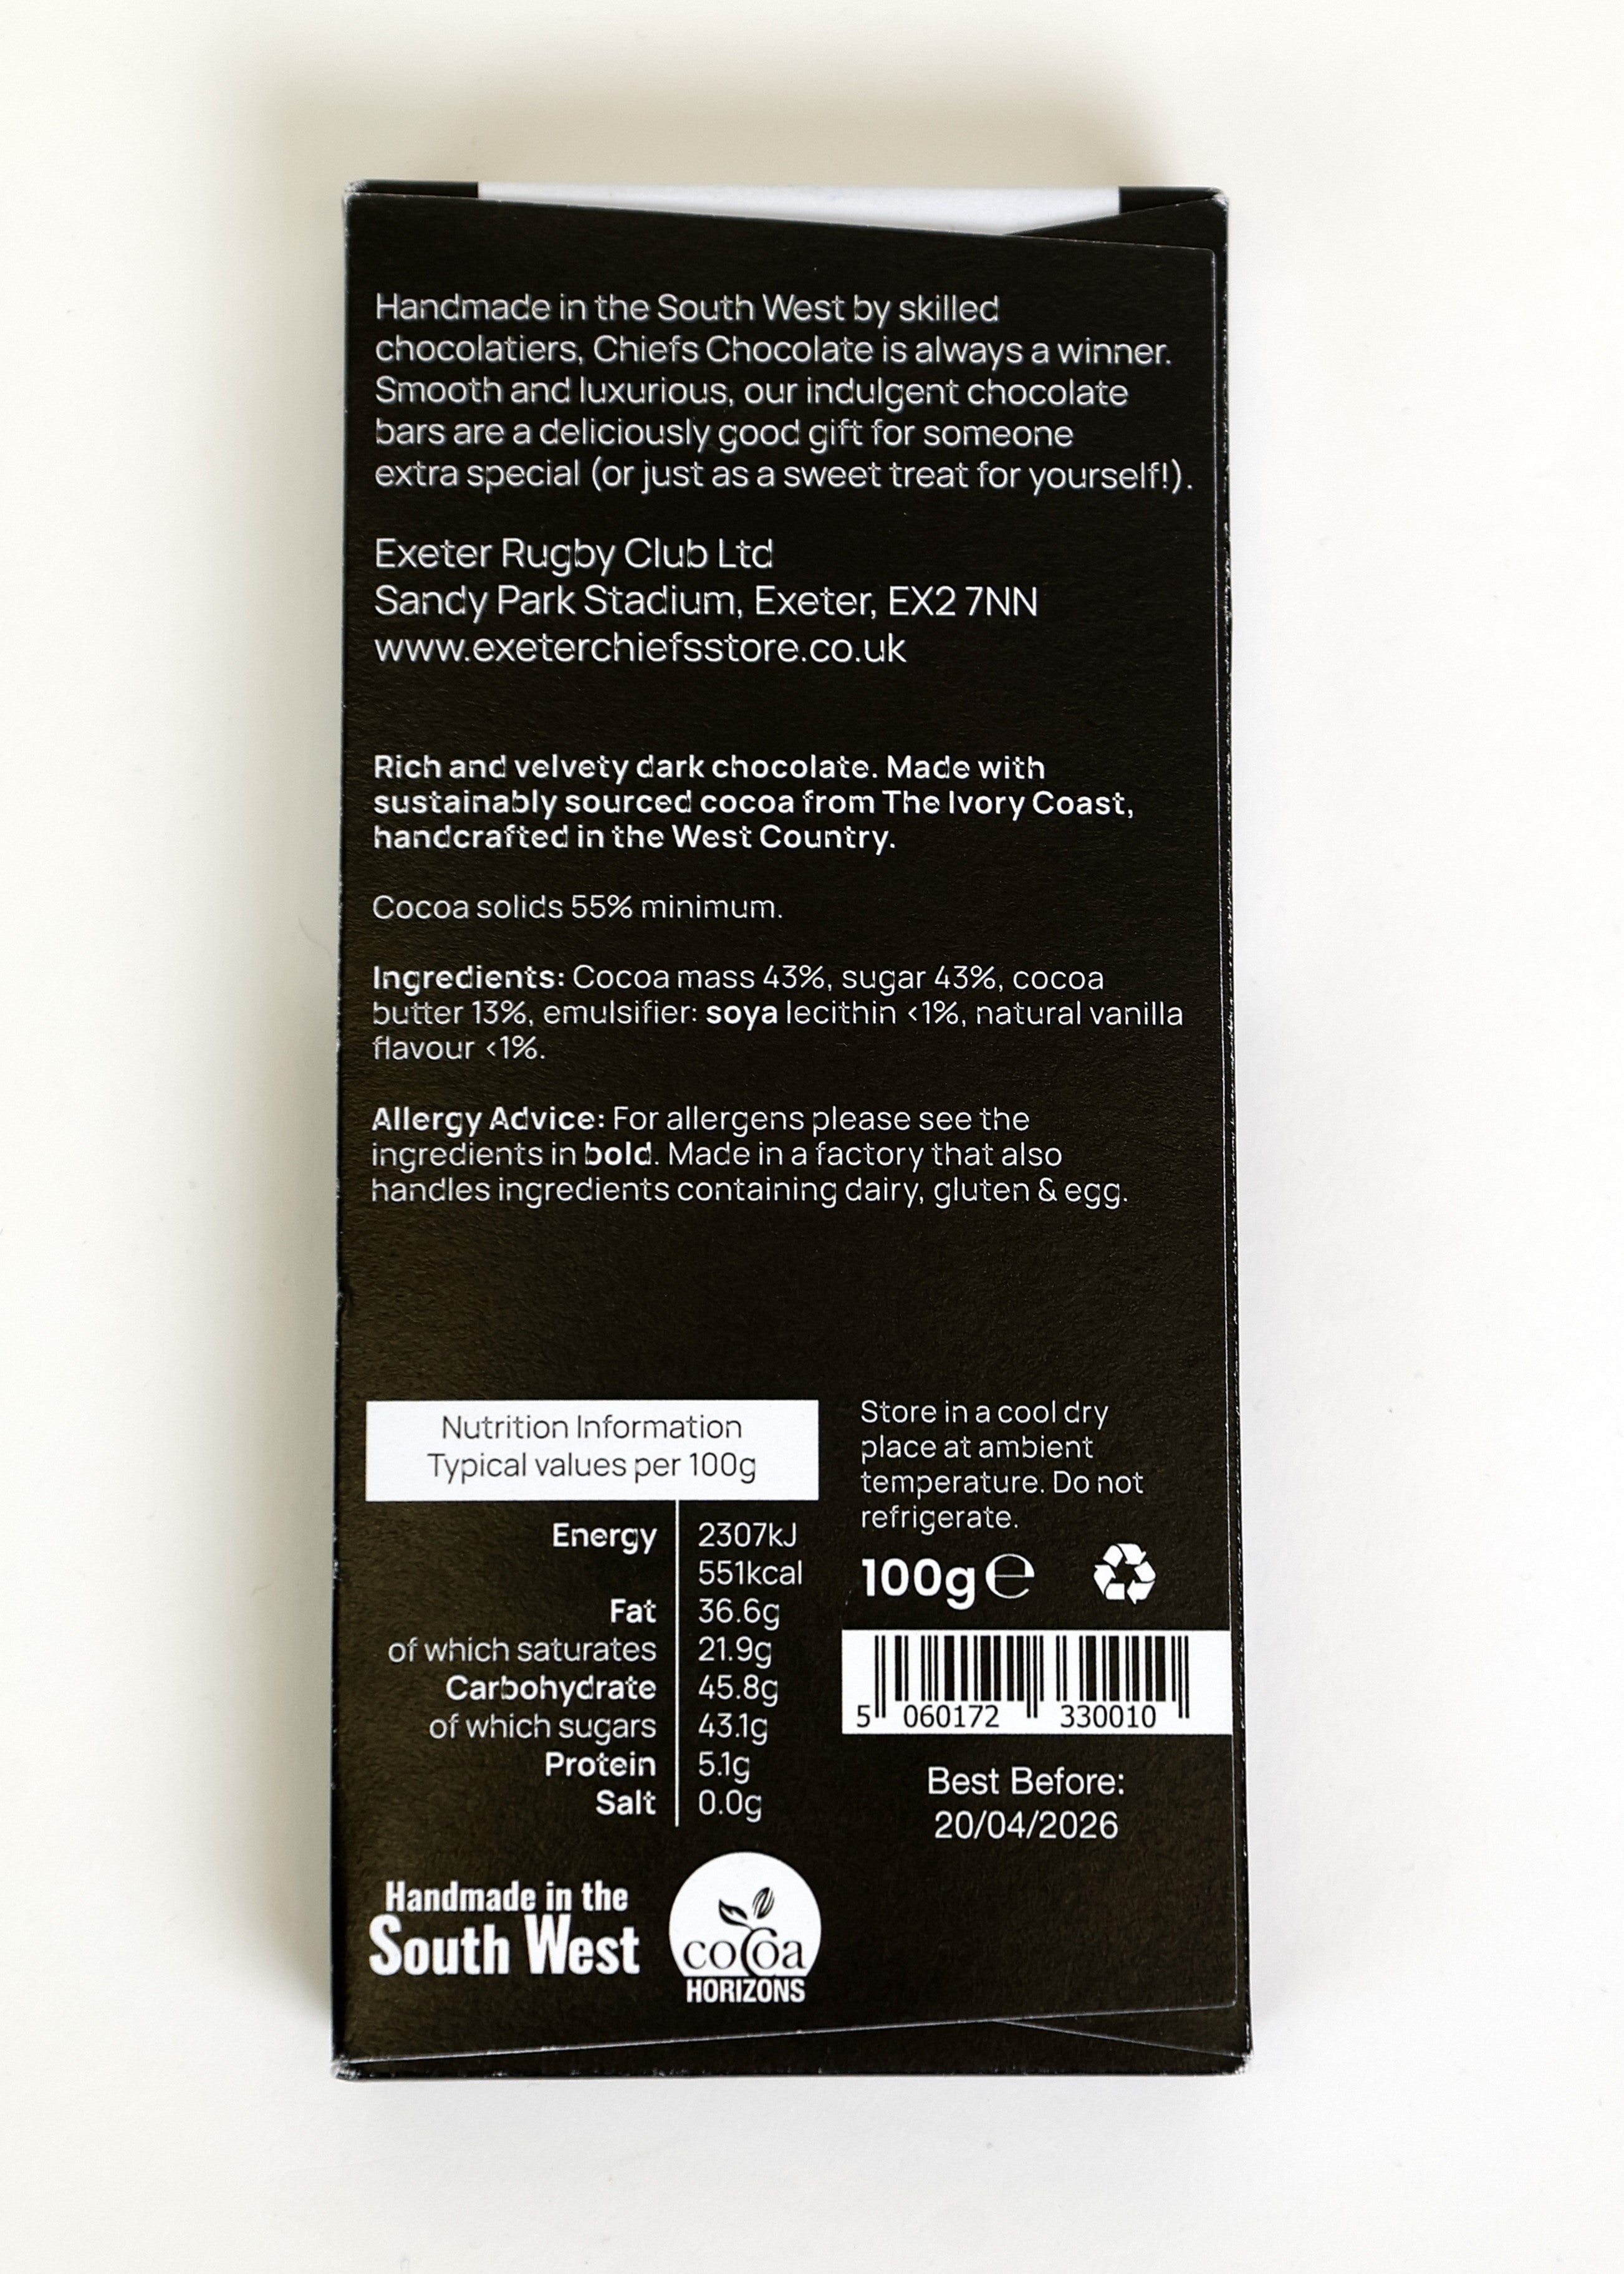 Handmade in the South West by skilled
chocolatiers, Chiefs Chocolate is always a winner.
Smooth and luxurious, our indulgent chocolate
bars are a deliciously good gift for someone
extra special (or just as a sweet treat for yourself!).
Exeter Rugby Club Ltd
Sandy Park Stadium, Exeter, EX2 7NN
www.exeterchiefsstore.co.uk
Rich and velvety dark chocolate. Made with
sustainably sourced cocoa from The Ivory Coast,
handcrafted in the West Country.
Cocoa solids 55% minimum.
Ingredients: Cocoa mass 43%, sugar 43%, cocoa
butter 13%, emulsifier: soya lecithin <1%, natural vanilla
flavour <1%.
Allergy Advice: For allergens please see the
ingredients in bold. Made in a factory that also
handles ingredients containing dairy, gluten & egg.
Nutrition Information
Typical values per 100g
Energy 2307kJ
551kcal
Fat 36.6g
of which saturates 21.9g
Carbohydrate 45.8g
of which sugars 43.1g
Protein 5.1g
Salt 0.0g
Store in a cool dry
place at ambient
temperature. Do not
refrigerate.
100g ℮
5 060172 330010
Best Before:
20/04/2026
Handmade in the
South West
cocoa
HORIZONS